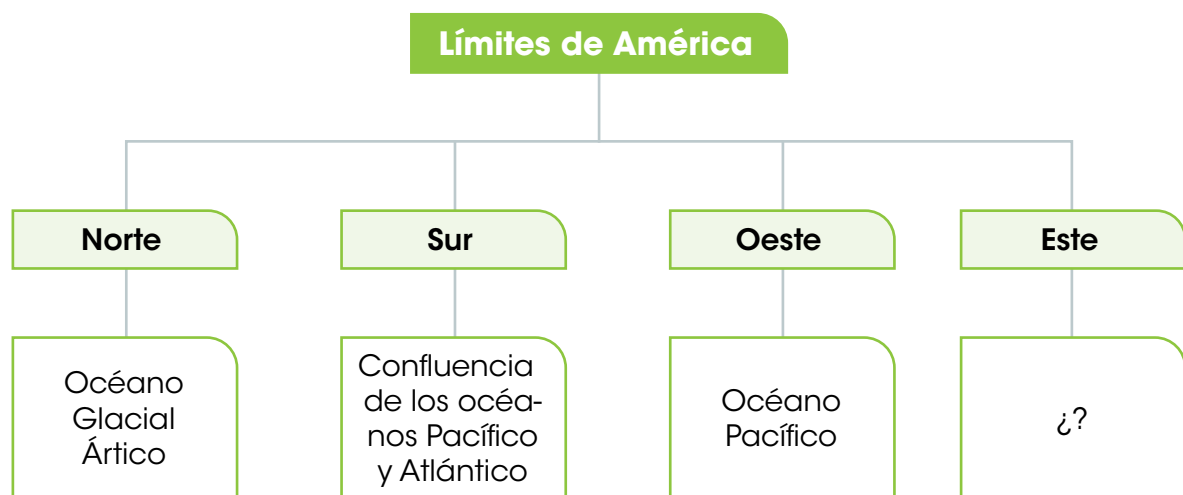 Límites de América
Norte
Sur
Oeste
Este
Océano
Glacial
Ártico
Confluencia
de los océa-
nos Pacífico
y Atlántico
Océano
Pacífico
¿?